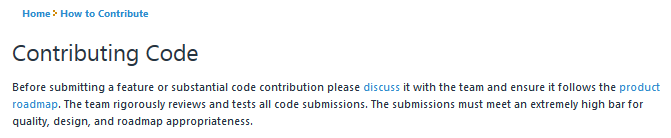 Home How to Contribute
Contributing Code
Before submitting a feature or substantial code contribution please discuss it with the team and ensure it follows the product
roadmap. The team rigorously reviews and tests all code submissions. The submissions must meet an extremely high bar for
quality, design, and roadmap appropriateness.